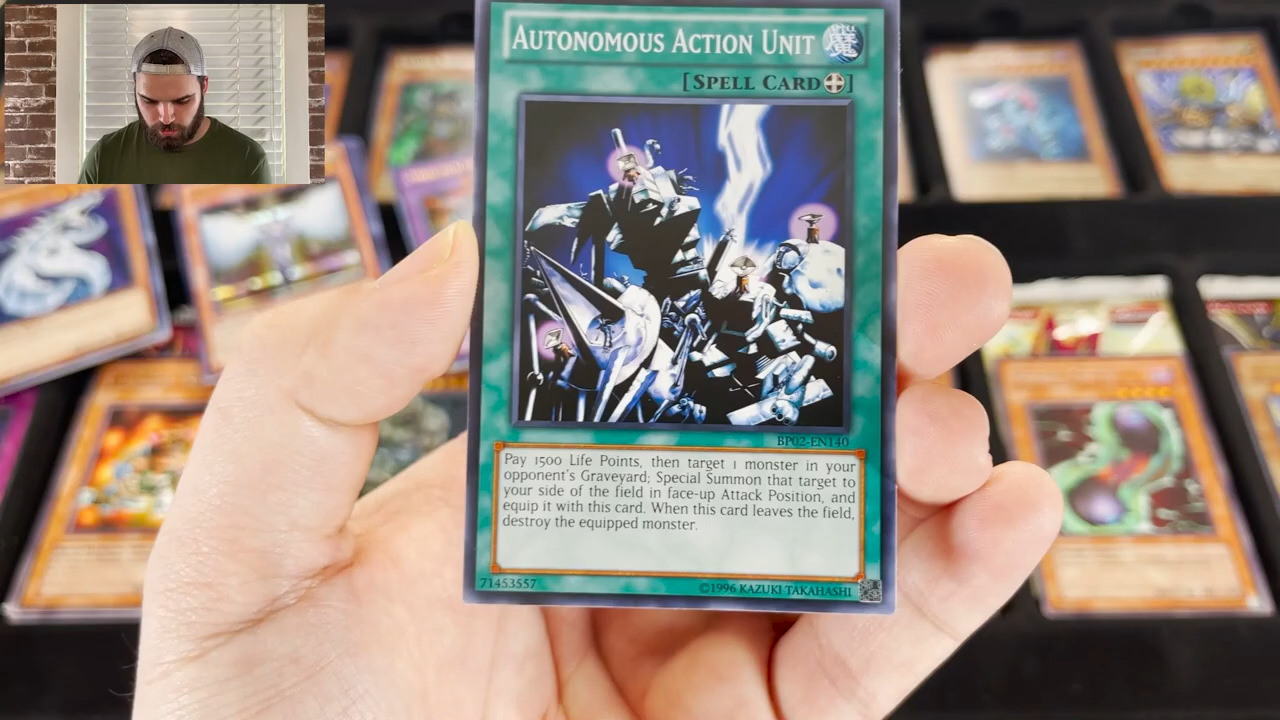 AUTONOMOUS ACTION UNIT
[SPELL CARD]
BP02-EN140
Pay 1500 Life Points, then target 1 monster in your
opponent's Graveyard; Special Summon that target to
your side of the field in face-up Attack Position, and
equip it with this card. When this card leaves the field,
destroy the equipped monster.
71453557
©1996 KAZUKI TAKAHASHI